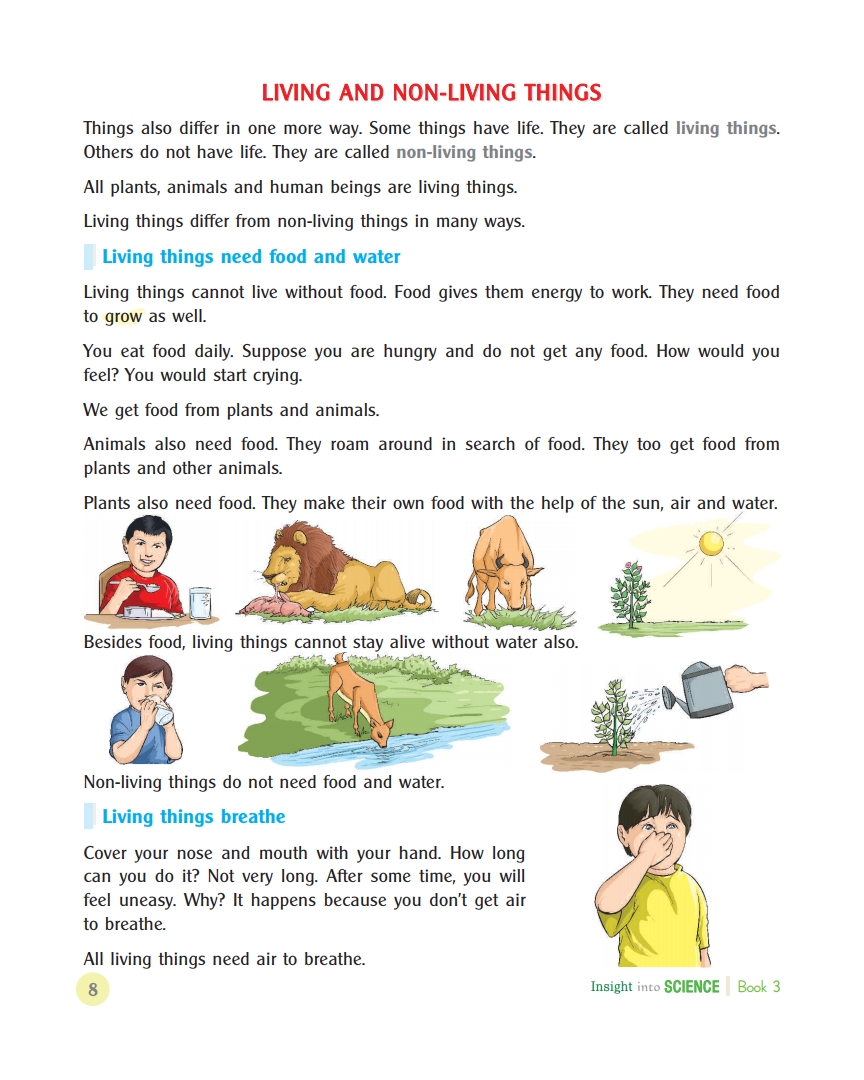 LIVING AND NON-LIVING THINGS
Things also differ in one more way. Some things have life. They are called living things.
Others do not have life. They are called non-living things.
All plants, animals and human beings are living things.
Living things differ from non-living things in many ways.
Living things need food and water
Living things cannot live without food. Food gives them energy to work. They need food
to grow as well.
You eat food daily. Suppose you are hungry and do not get any food. How would you
feel? You would start crying.
We get food from plants and animals.
Animals also need food. They roam around in search of food. They too get food from
plants and other animals.
Plants also need food. They make their own food with the help of the sun, air and water.
Besides food, living things cannot stay alive without water also.
Non-living things do not need food and water.
Living things breathe
Cover your nose and mouth with your hand. How long
can you do it? Not very long. After some time, you will
feel uneasy. Why? It happens because you don't get air
to breathe.
All living things need air to breathe.
8
Insight into SCIENCE Book 3